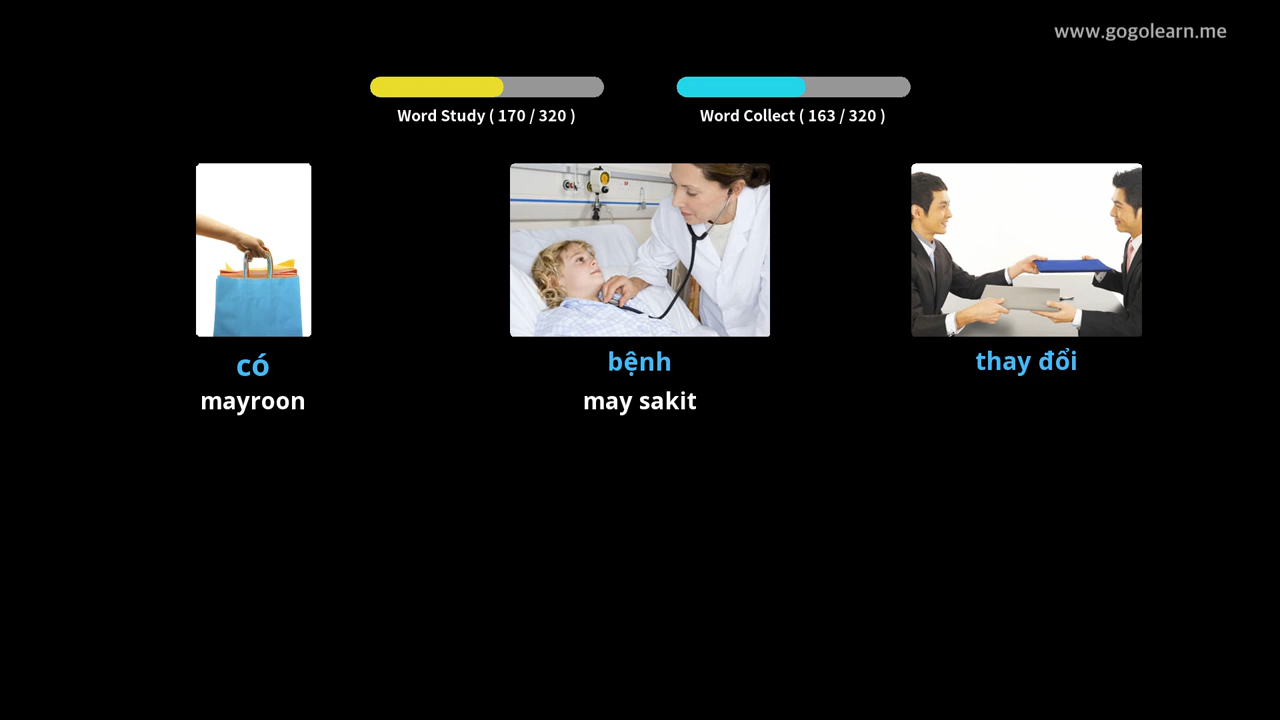 www.gogolearn.me
Word Study ( 170 / 320 )
Word Collect ( 163 / 320 )
có
bệnh
thay đổi
mayroon
may sakit